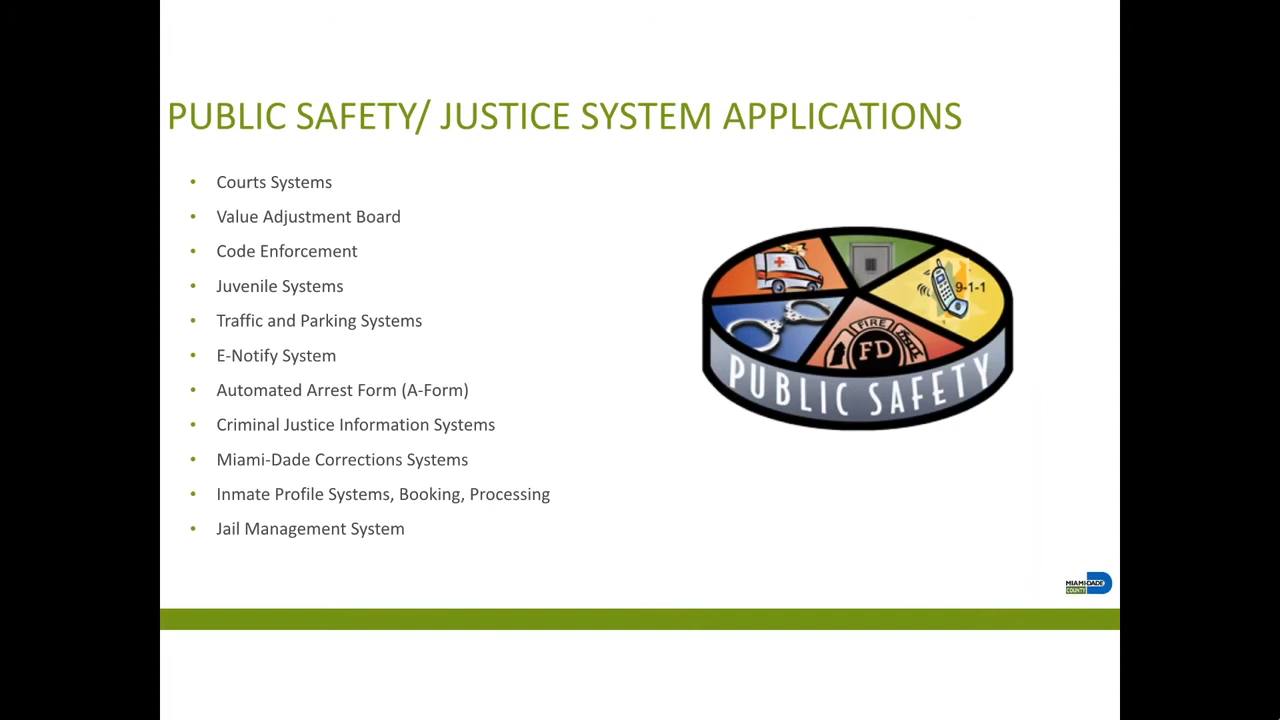 PUBLIC SAFETY/ JUSTICE SYSTEM APPLICATIONS
• Courts Systems
• Value Adjustment Board
• Code Enforcement
• Juvenile Systems
• Traffic and Parking Systems
• E-Notify System
• Automated Arrest Form (A-Form)
• Criminal Justice Information Systems
• Miami-Dade Corrections Systems
• Inmate Profile Systems, Booking, Processing
• Jail Management System
9-1-1
FIRE
FD
PUBLIC SAFETY
MIAMI-DADE
COUNTY